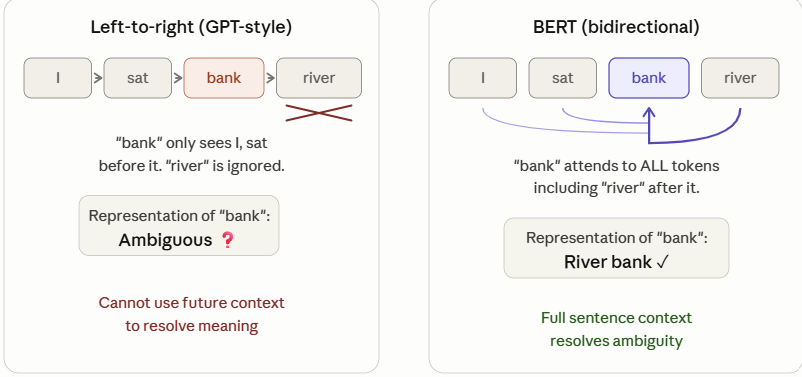 Left-to-right (GPT-style)
I
sat
bank
river
"bank" only sees I, sat
before it. "river" is ignored.
Representation of "bank":
Ambiguous ❓
Cannot use future context
to resolve meaning
BERT (bidirectional)
I
sat
bank
river
"bank" attends to ALL tokens
including "river" after it.
Representation of "bank":
River bank ✓
Full sentence context
resolves ambiguity